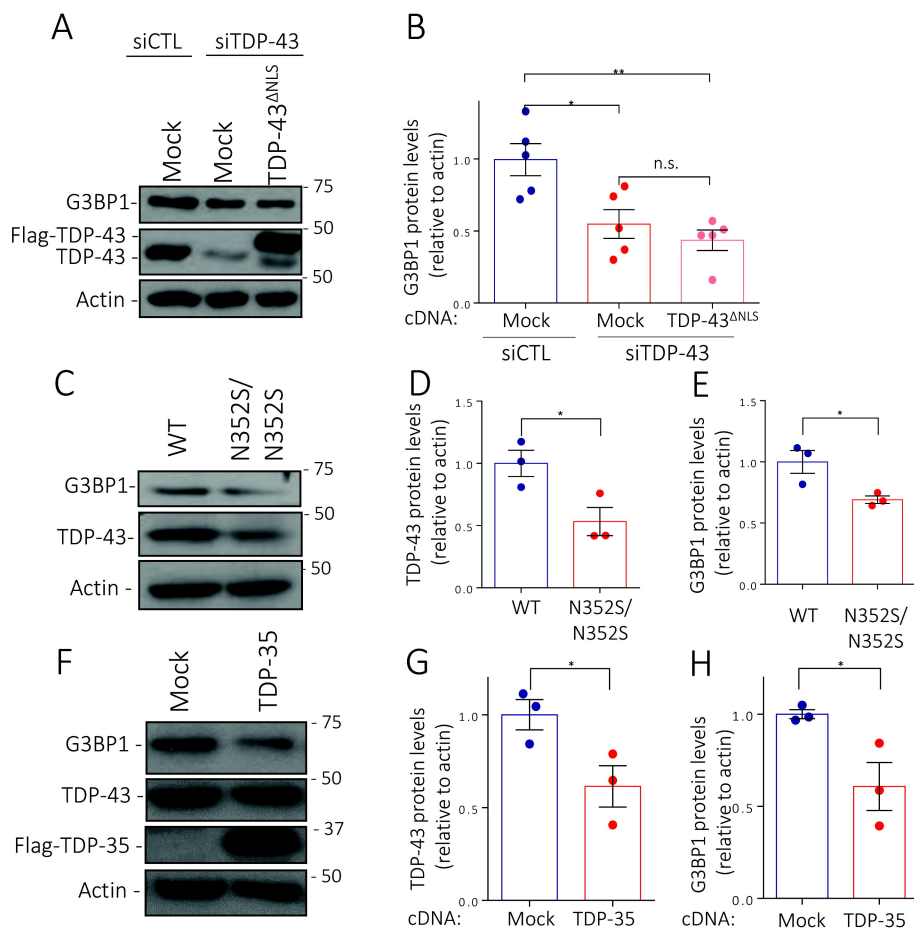 A
siCTL
siTDP-43
Mock
Mock
TDP-43ΔNLS
G3BP1-
Flag-TDP-43
TDP-43
Actin -
- 75
50
50
B
G3BP1 protein levels
(relative to actin)
1.0
0.5
0.0
**
*
n.s.
cDNA:
Mock
Mock
TDP-43ΔNLS
siCTL
siTDP-43
C
WT
N352S/
N352S
G3BP1-
TDP-43-
Actin -
- 75
- 50
- 50
D
TDP-43 protein levels
(relative to actin)
1.5
1.0
0.5
0.0
*
WT
N352S/
N352S
E
G3BP1 protein levels
(relative to actin)
1.5
1.0
0.5
0.0
*
WT
N352S/
N352S
F
Mock
TDP-35
G3BP1 -
TDP-43 -
Flag-TDP-35 -
Actin -
- 75
- 50
- 37
- 50
G
TDP-43 protein levels
(relative to actin)
1.0
0.5
0.0
*
cDNA:
Mock
TDP-35
H
G3BP1 protein levels
(relative to actin)
1.0
0.5
0.0
*
cDNA:
Mock
TDP-35